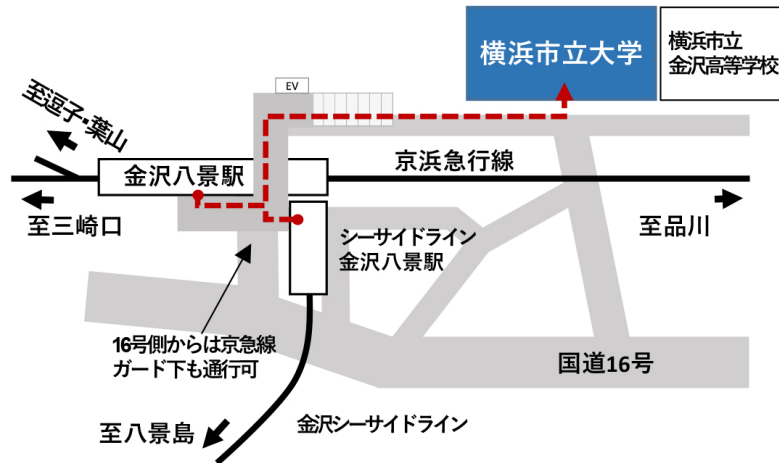 横浜市立大学
横浜市立
金沢高等学校
EV
至逗子・葉山
金沢八景駅
京浜急行線
至三崎口
至品川
シーサイドライン
金沢八景駅
16号側からは京急線
ガード下も通行可
国道16号
至八景島
金沢シーサイドライン